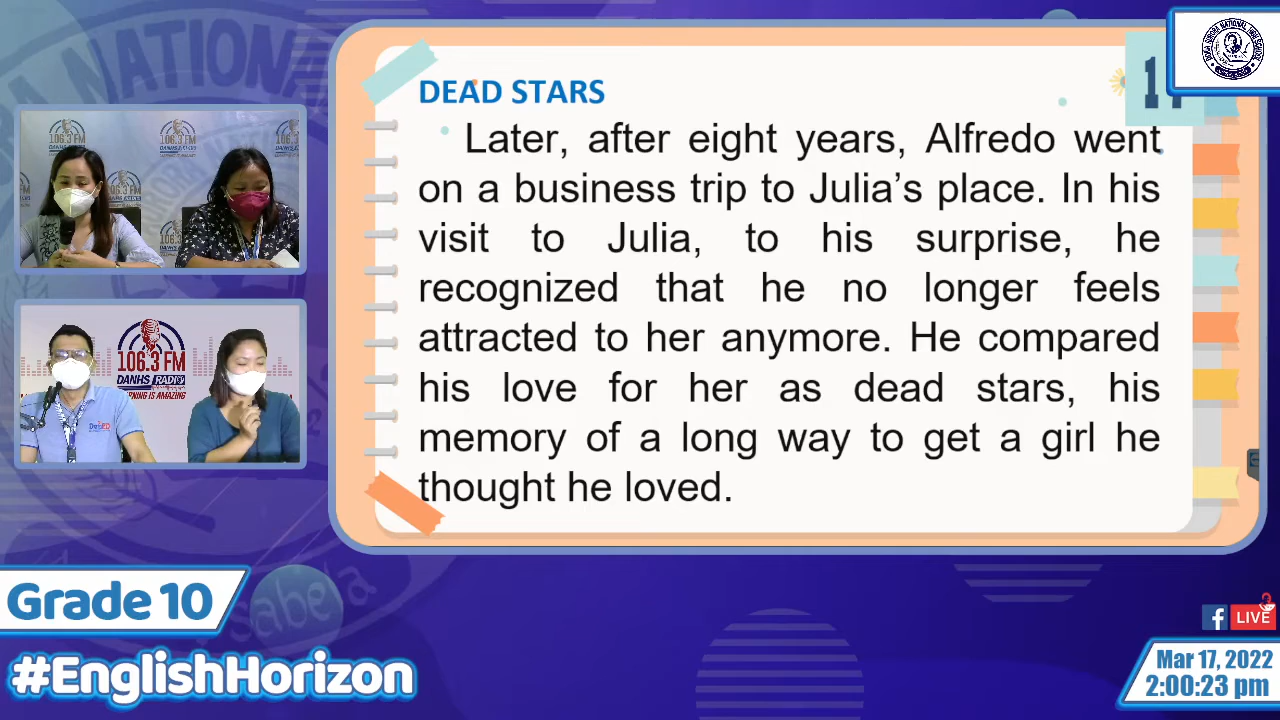 DEAD STARS
Later, after eight years, Alfredo went
on a business trip to Julia’s place. In his
visit to Julia, to his surprise, he
recognized that he no longer feels
attracted to her anymore. He compared
his love for her as dead stars, his
memory of a long way to get a girl he
thought he loved.
106.3 FM
DANHS RADIO
106.3 FM
Grade 10
#EnglishHorizon
f LIVE
Mar 17, 2022
2:00:23 pm